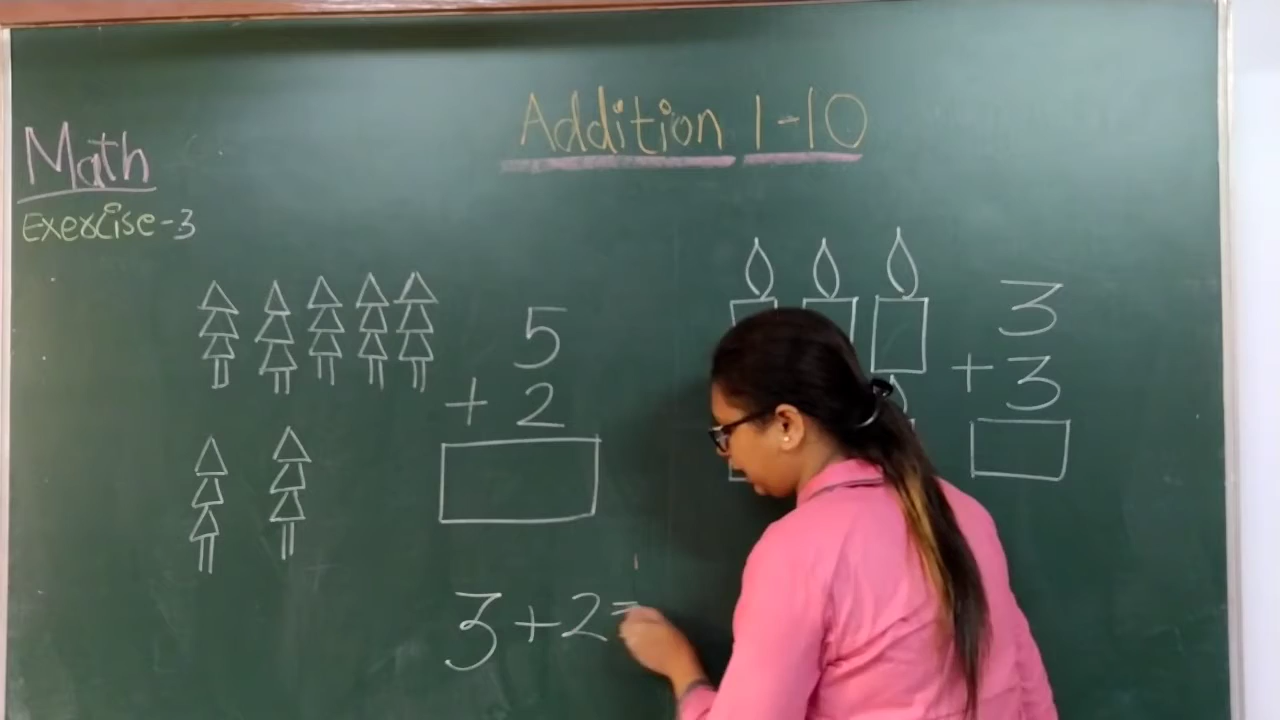 Addition 1-10
Math
Exercise-3
5
+ 2
3
+ 3
3+2=